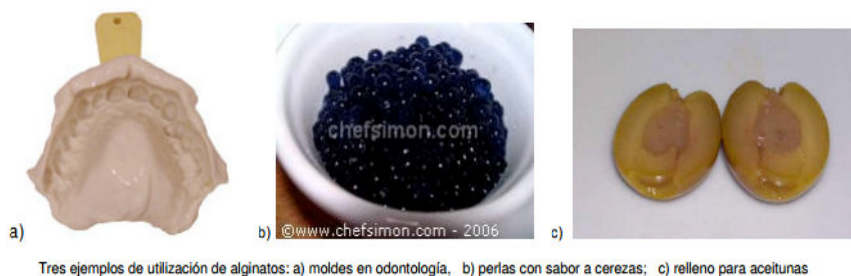 chefsimon.com
a)
b)
©www.chefsimon.com - 2006
c)
Tres ejemplos de utilización de alginatos: a) moldes en odontología, b) perlas con sabor a cerezas; c) relleno para aceitunas